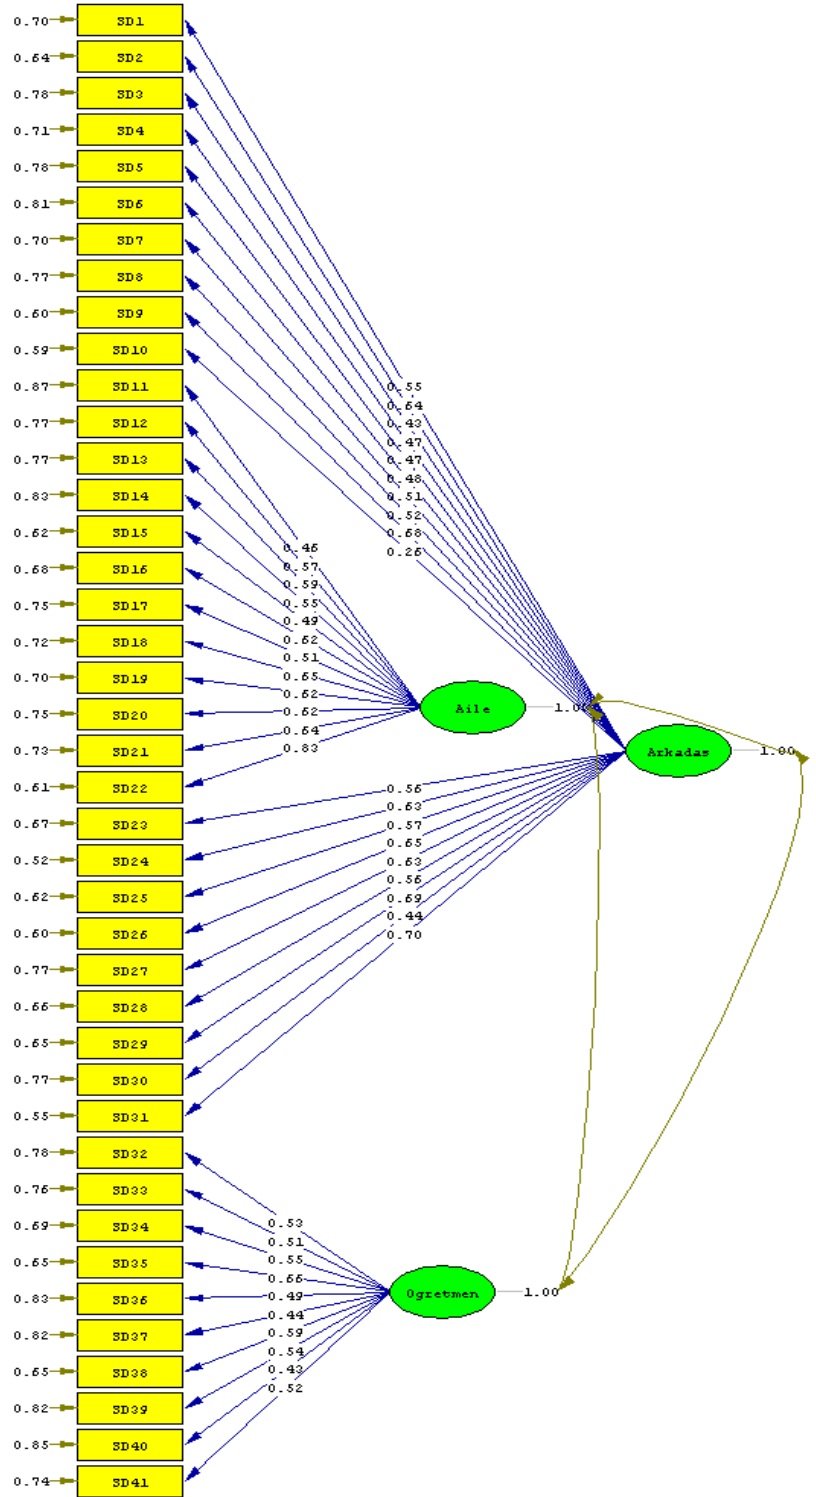 0.70 SD1
0.64 SD2
0.78 SD3
0.71 SD4
0.78 SD5
0.81 SD6
0.70 SD7
0.77 SD8
0.60 SD9
0.59 SD10
0.87 SD11
0.77 SD12
0.77 SD13
0.83 SD14
0.62 SD15
0.68 SD16
0.75 SD17
0.72 SD18
0.70 SD19
0.75 SD20
0.73 SD21
0.61 SD22
0.67 SD23
0.52 SD24
0.62 SD25
0.60 SD26
0.77 SD27
0.66 SD28
0.65 SD29
0.77 SD30
0.55 SD31
0.78 SD32
0.76 SD33
0.69 SD34
0.65 SD35
0.83 SD36
0.82 SD37
0.65 SD38
0.82 SD39
0.85 SD40
0.74 SD41
0.55
0.64
0.43
0.47
0.47
0.48
0.51
0.52
0.68
0.26
0.46
0.57
0.59
0.55
0.49
0.62
0.51
0.65
0.62
0.62
0.64
0.83
Aile 1.00
Arkadas 1.00
0.56
0.63
0.57
0.65
0.63
0.56
0.69
0.44
0.70
0.53
0.51
0.55
0.66
0.49
0.44
0.59
0.54
0.43
0.52
Ogretmen 1.00